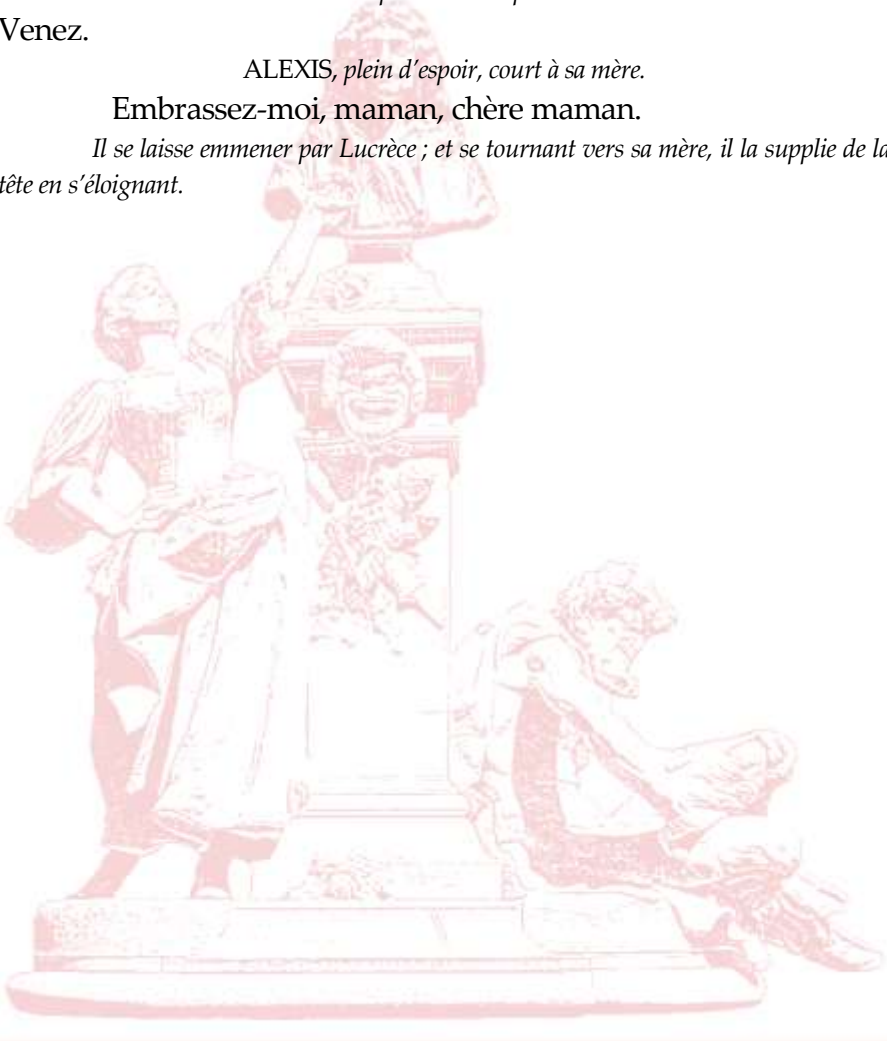 Venez.
ALEXIS, plein d’espoir, court à sa mère.
Embrassez-moi, maman, chère maman.
Il se laisse emmener par Lucrèce ; et se tournant vers sa mère, il la supplie de la
tête en s’éloignant.